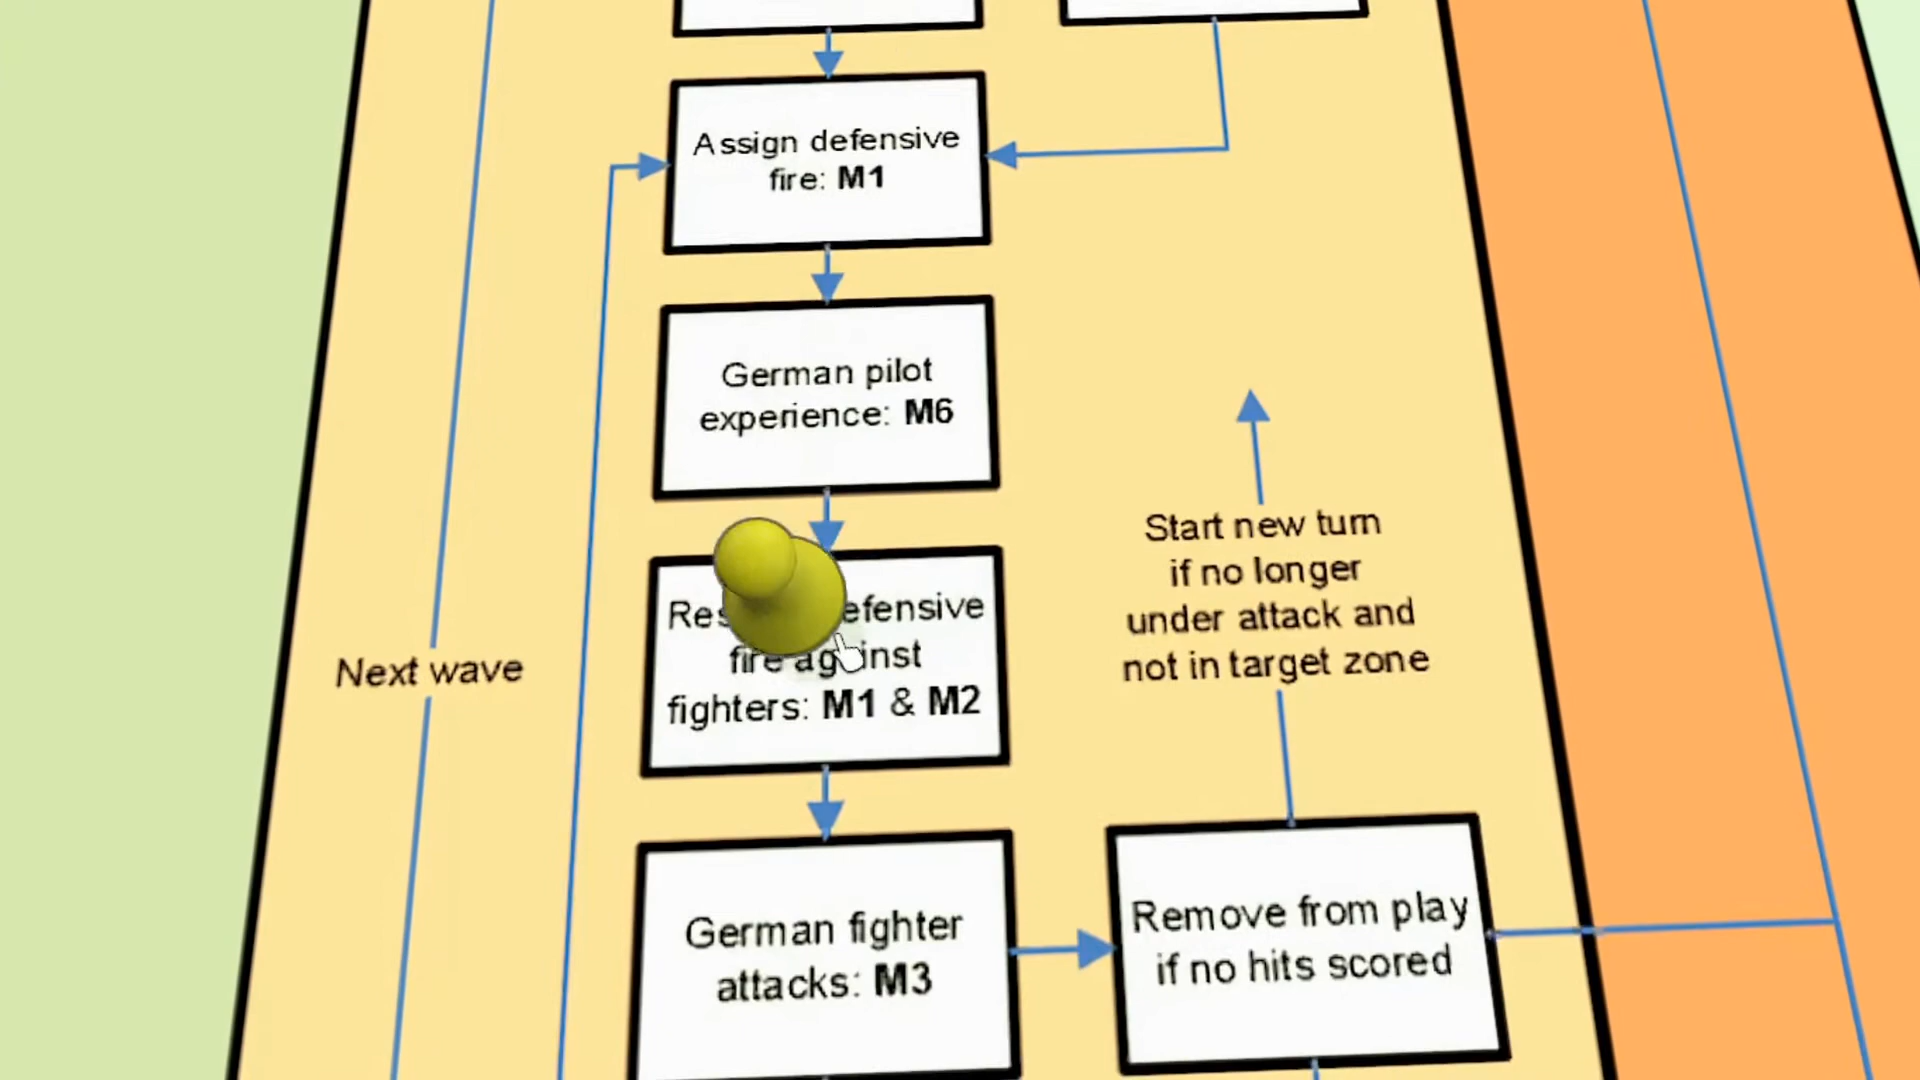 Assign defensive
fire: M1
German pilot
experience: M6
efensive
fire against
fighters: M1 & M2
Next wave
Start new turn
if no longer
under attack and
not in target zone
German fighter
attacks: M3
Remove from play
if no hits scored